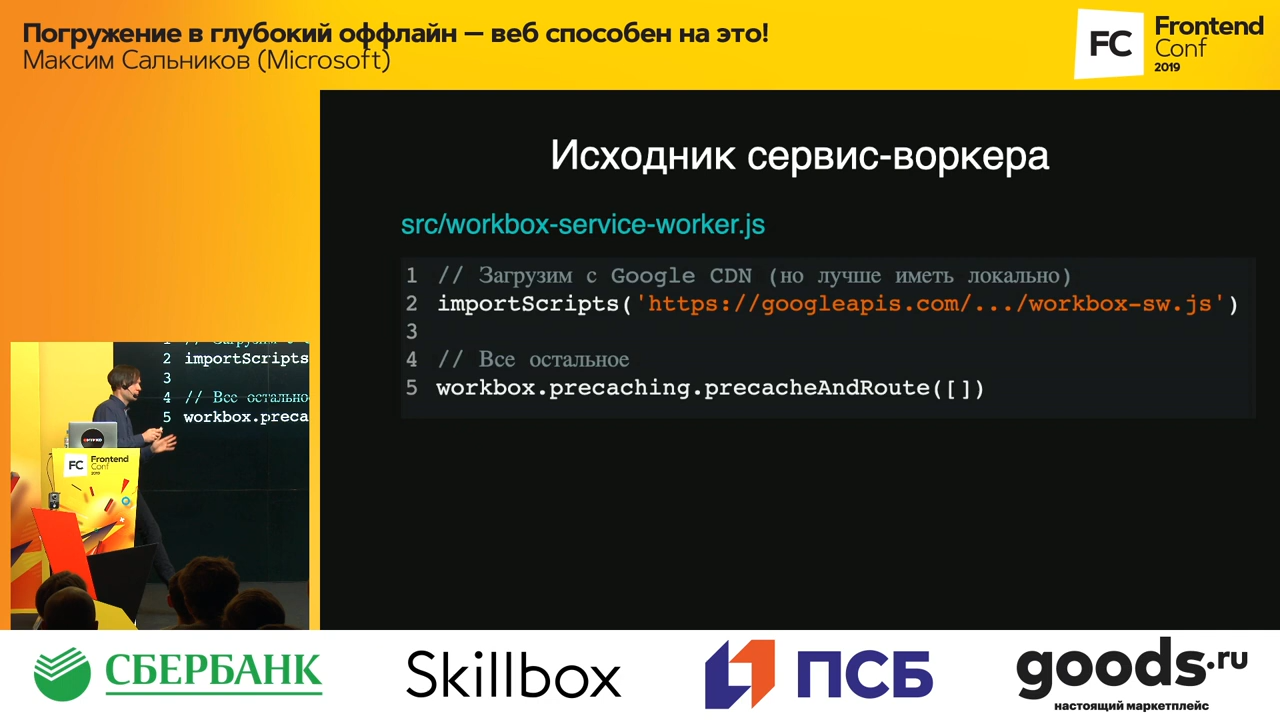 Погружение в глубокий оффлайн — веб способен на это!
Максим Сальников (Microsoft)
FC
Frontend
Conf
2019
Исходник сервис-воркера
src/workbox-service-worker.js
1 // Загрузим с Google CDN (но лучше иметь локально)
2 importScripts('https://googleapis.com/.../workbox-sw.js')
3
4 // Все остальное
5 workbox.precaching.precacheAndRoute([])
2 importScripts
3
4 // Все остально
5 workbox.preca
FC
Frontend
Conf
2019
СБЕРБАНК
Skillbox
ПСБ
goods.ru
настоящий маркетплейс